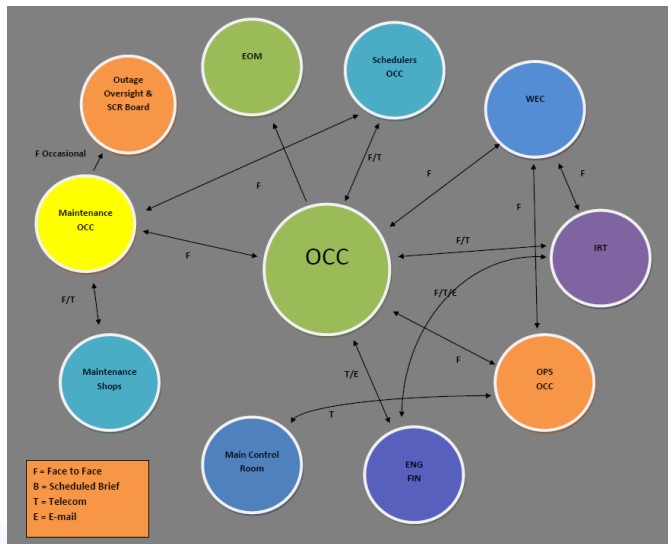 EOM
Schedulers
OCC
Outage
Oversight &
SCR Board
WEC
F Occasional
F/T
F
F
F
F
Maintenance
OCC
OCC
F/T
IRT
F
F/T/E
F/T
F
Maintenance
Shops
T/E
OPS
OCC
T
Main Control
Room
ENG
FIN
F = Face to Face
B = Scheduled Brief
T = Telecom
E = E-mail